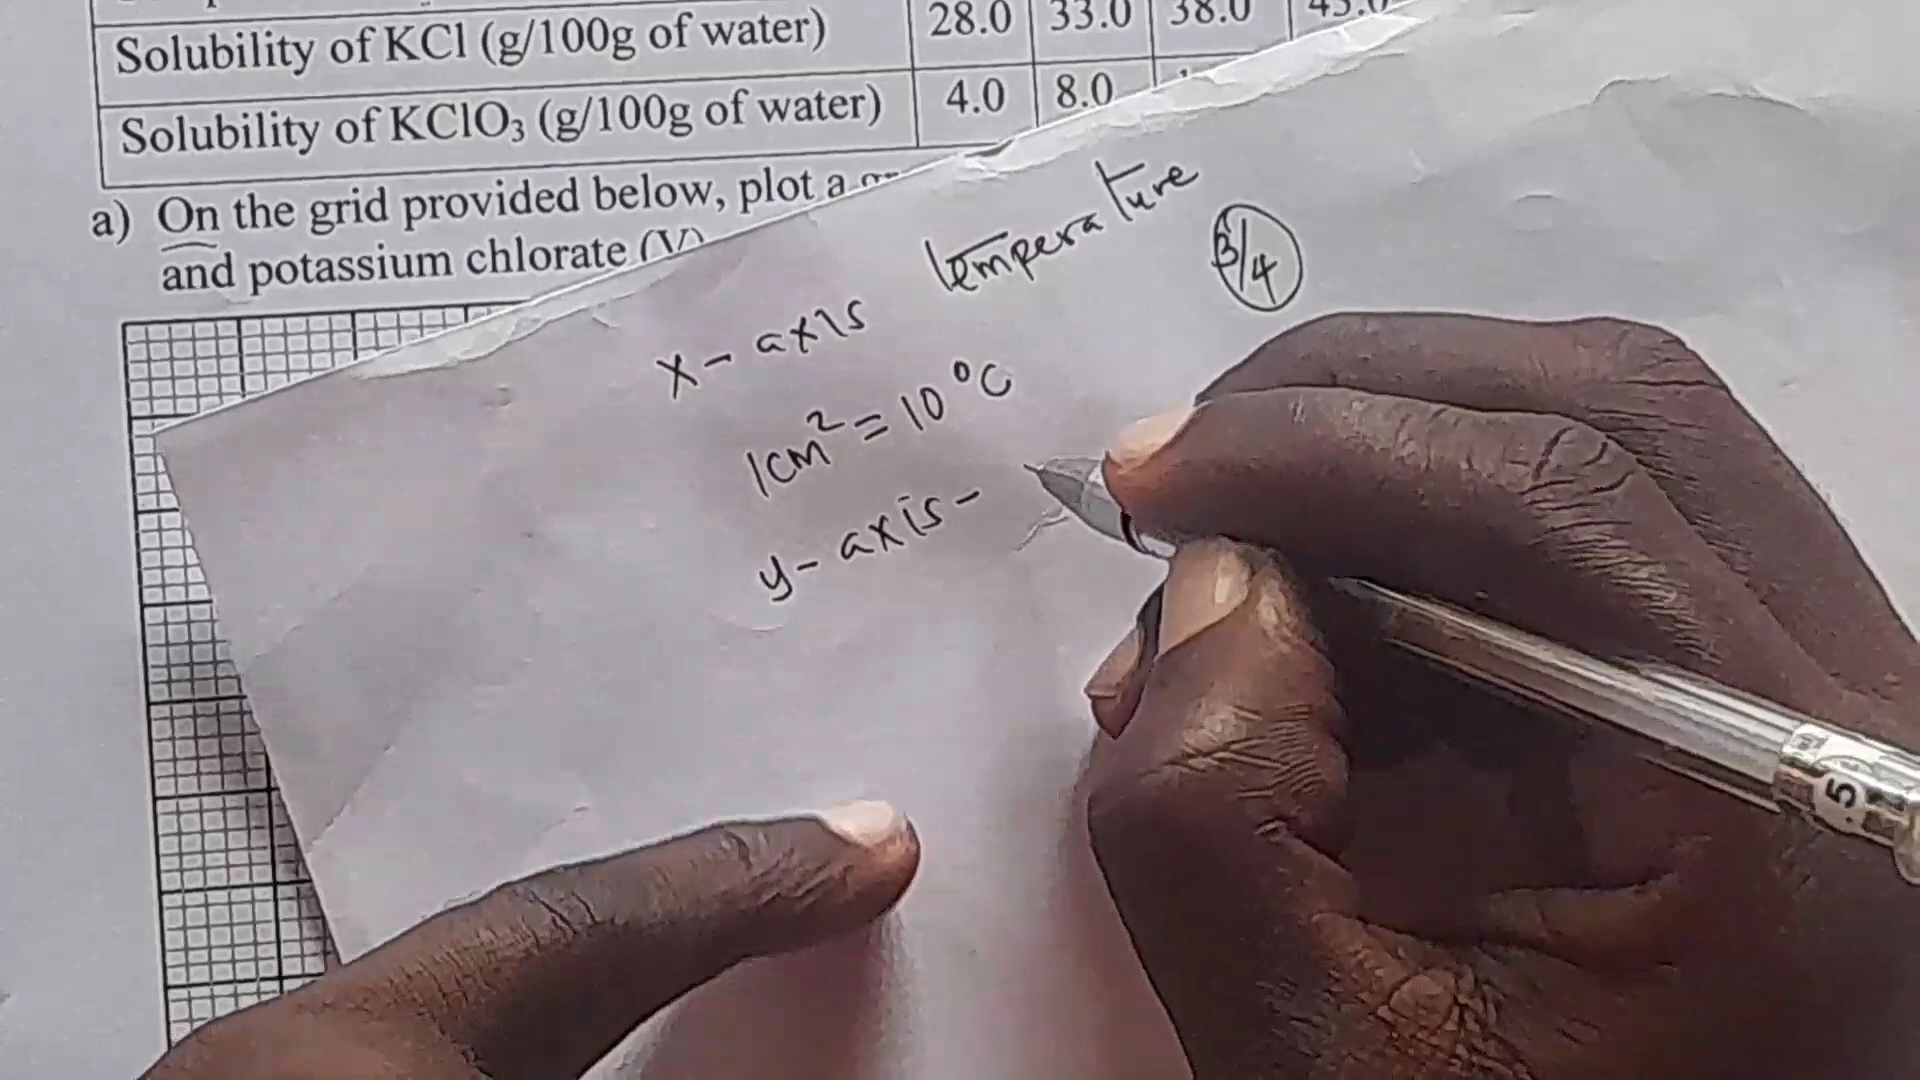 Solubility of KCl (g/100g of water) 28.0 33.0 38.0
Solubility of KClO₃ (g/100g of water) 4.0 8.0
a) On the grid provided below, plot a
and potassium chlorate (V)
x - axis temperature
3/4
1cm² = 10 °C
y - axis -
.5